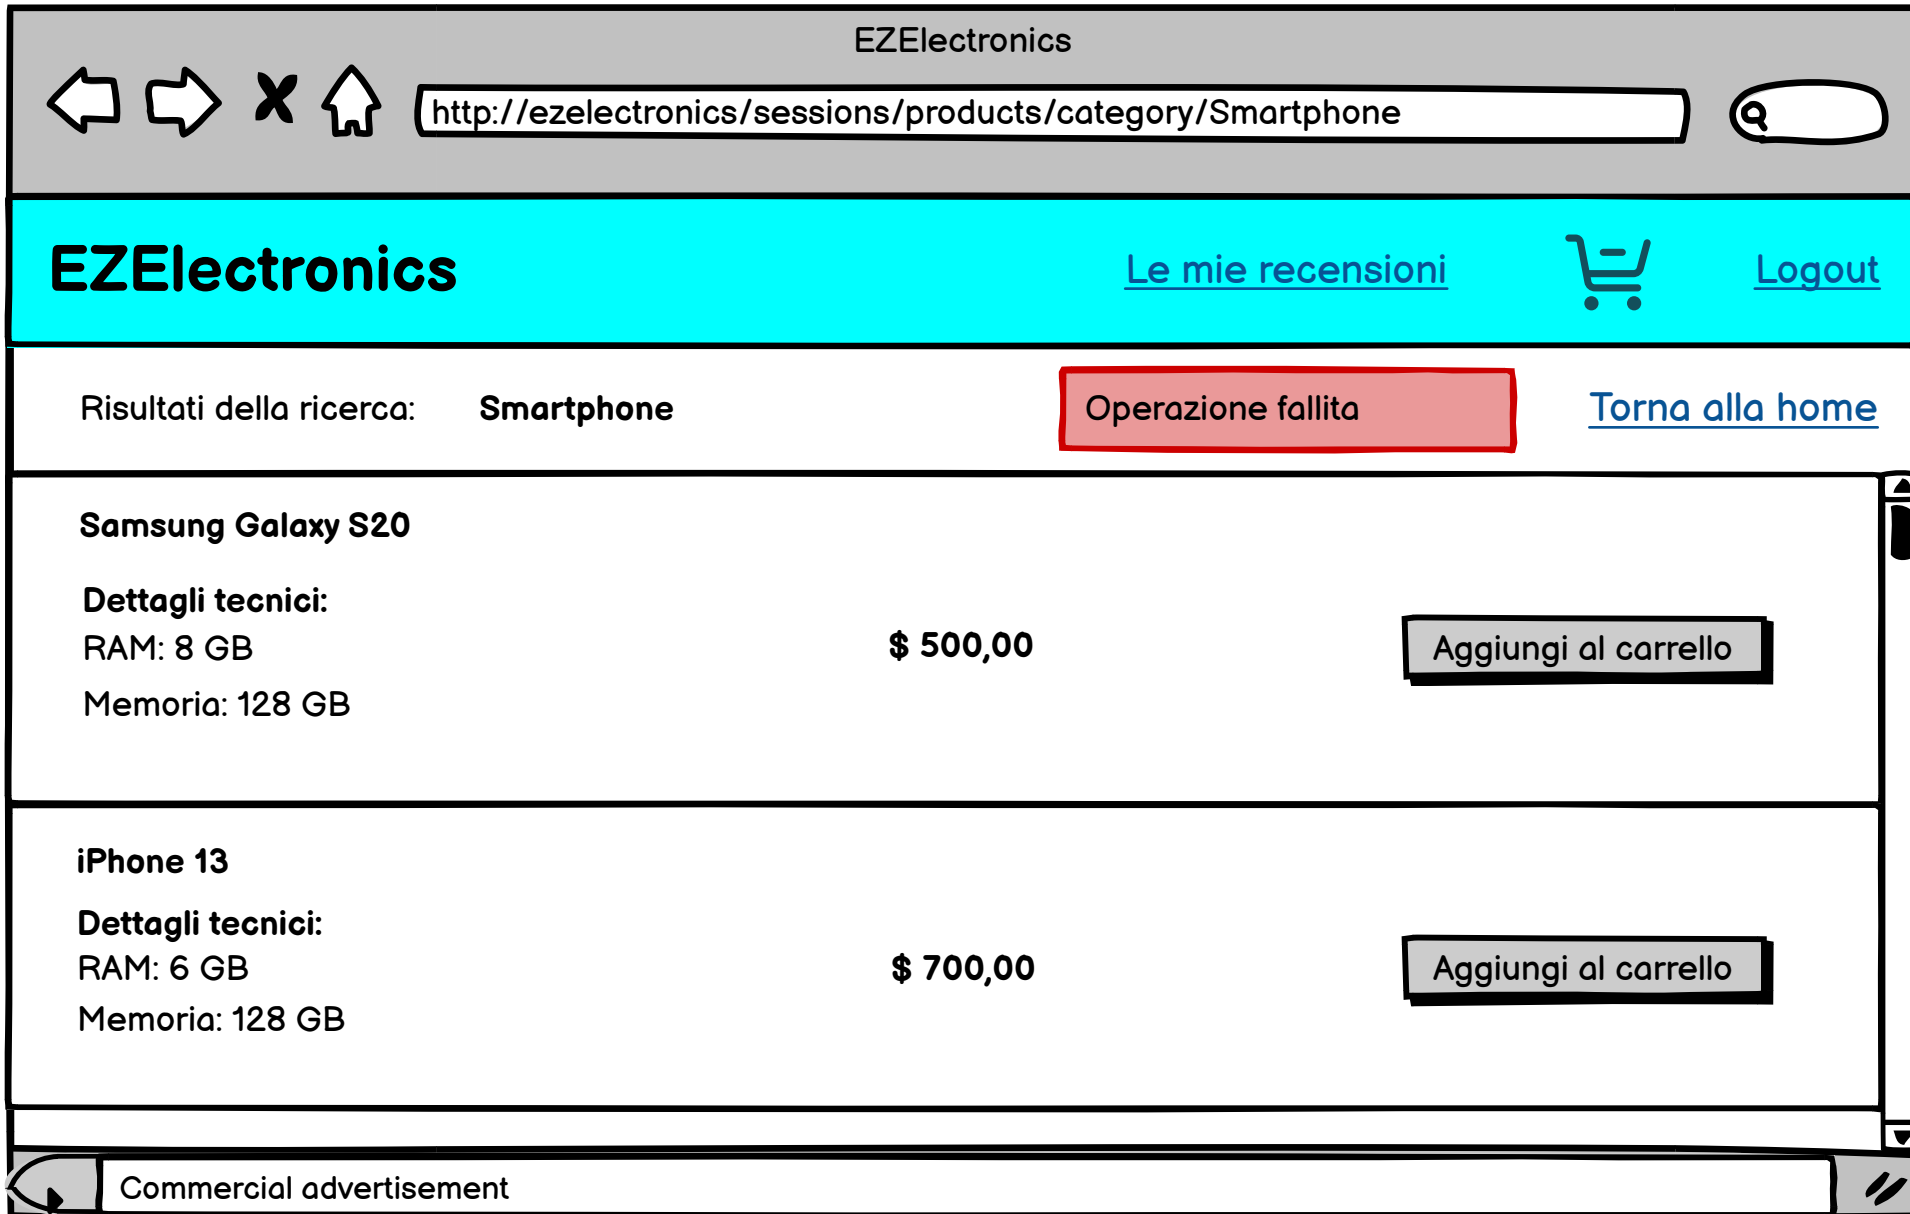 EZElectronics
http://ezelectronics/sessions/products/category/Smartphone
EZElectronics
Le mie recensioni
Logout
Risultati della ricerca: Smartphone
Operazione fallita
Torna alla home
Samsung Galaxy S20
Dettagli tecnici:
RAM: 8 GB
Memoria: 128 GB
$ 500,00
Aggiungi al carrello
iPhone 13
Dettagli tecnici:
RAM: 6 GB
Memoria: 128 GB
$ 700,00
Aggiungi al carrello
Commercial advertisement